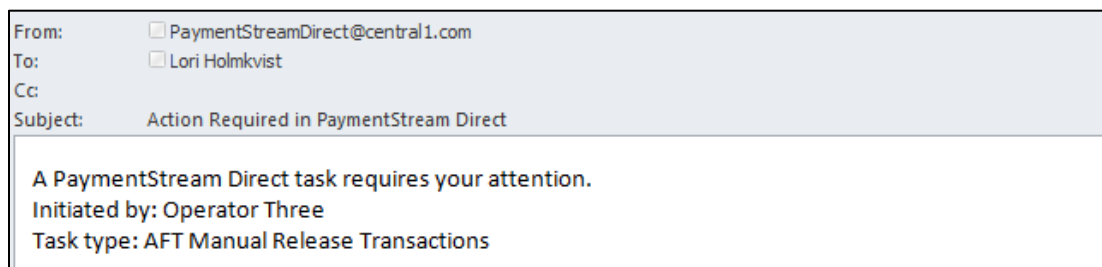 From: PaymentStreamDirect@central1.com
To: Lori Holmkvist
Cc:
Subject: Action Required in PaymentStream Direct
A PaymentStream Direct task requires your attention.
Initiated by: Operator Three
Task type: AFT Manual Release Transactions